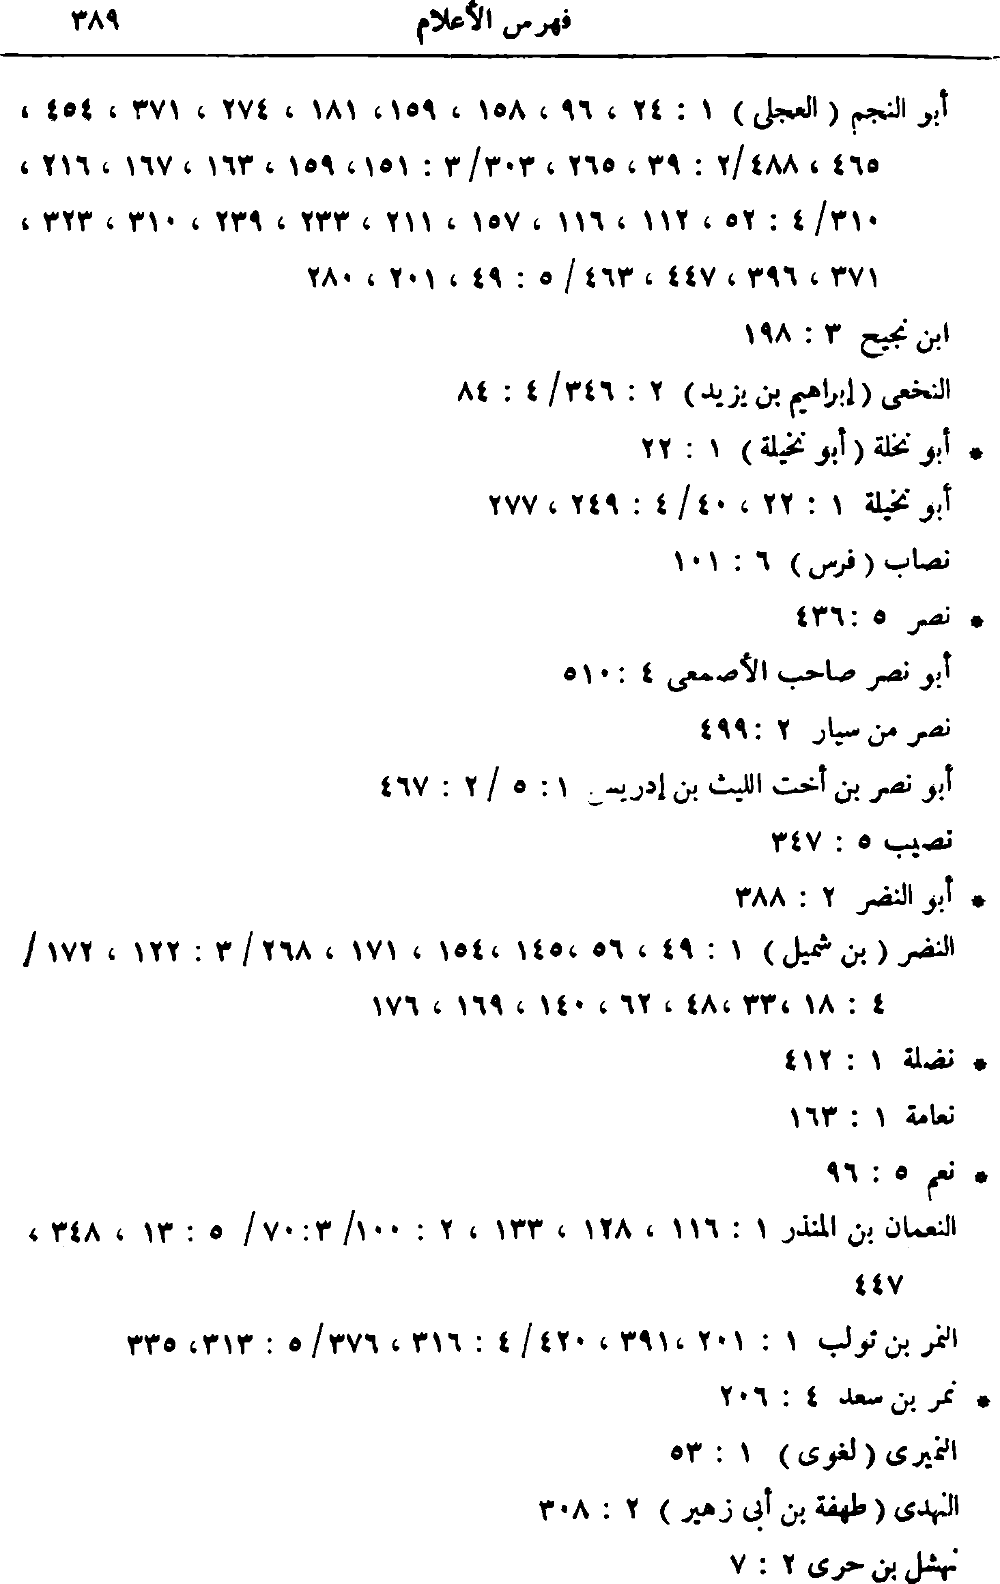 فهرس الأعلام ٣٨٩
أبو النجم ( العجلى ) ١ : ٢٤ ، ٩٦ ، ١٥٨ ، ١٥٩، ١٨١ ، ٢٧٤ ، ٣٧١ ، ٤٥٤ ،
٤٦٥ ، ٤٨٨ /٢ : ٣٩ ، ٢٦٥ ، ٣٠٣/ ٣ : ١٥١، ١٥٩ ، ١٦٣ ، ١٦٧ ، ٢١٦ ،
٣١٠/ ٤ : ٥٢ ، ١١٢ ، ١١٦ ، ١٥٧ ، ٢١١ ، ٢٣٣ ، ٢٣٩ ، ٣١٠ ، ٣٢٣ ،
٣٧١ ، ٣٩٦ ، ٤٤٧ ، ٤٦٣ / ٥ : ٤٩ ، ٢٠١ ، ٢٨٠
ابن نجيح ٣ : ١٩٨
النخعى ( إبراهيم بن يزيد ) ٢ : ٣٤٦/ ٤ : ٨٤
* أبو نخلة ( أبو نخيلة ) ١ : ٢٢
أبو نخيلة ١ : ٢٢ ، ٤٠ / ٤ : ٢٤٩ ، ٢٧٧
نصاب ( فرس ) ٦ : ١٠١
* نصر ٥ :٤٣٦
أبو نصر صاحب الأصمعى ٤ : ٥١٠
نصر من سيار ٢ :٤٩٩
أبو نصر بن أخت الليث بن إدريس ١ : ٥ / ٢ : ٤٦٧
نصيب ٥ : ٣٤٧
* أبو النضر ٢ : ٣٨٨
النضر ( بن شميل ) ١ : ٤٩ ، ٥٦ ،١٤٥ ،١٥٤ ، ١٧١ ، ٢٦٨/ ٣ : ١٢٢ ، ١٧٢ /
٤ : ١٨ ،٣٣ ،٤٨ ، ٦٢ ، ١٤٠ ، ١٦٩ ، ١٧٦
* نضلة ١ : ٤١٢
نعامة ١ : ١٦٣
* نعم ٥ : ٩٦
النعمان بن المنذر ١ : ١١٦ ، ١٢٨ ، ١٣٣ ، ٢ : ١٠٠/ ٣:٧٠ / ٥ : ١٣ ، ٣٤٨ ،
٤٤٧
النمر بن تولب ١ : ٢٠١ ،٣٩١ ، ٤٢٠/ ٤ : ٣١٦ ، ٣٧٦/ ٥ : ٣١٣، ٣٣٥
* نمر بن سعد ٤ : ٢٠٦
النميرى ( لغوى ) ١ : ٥٣
النهدى ( طهفة بن أبى زهير ) ٢ : ٣٠٨
نهشل بن حرى ٢ : ٧